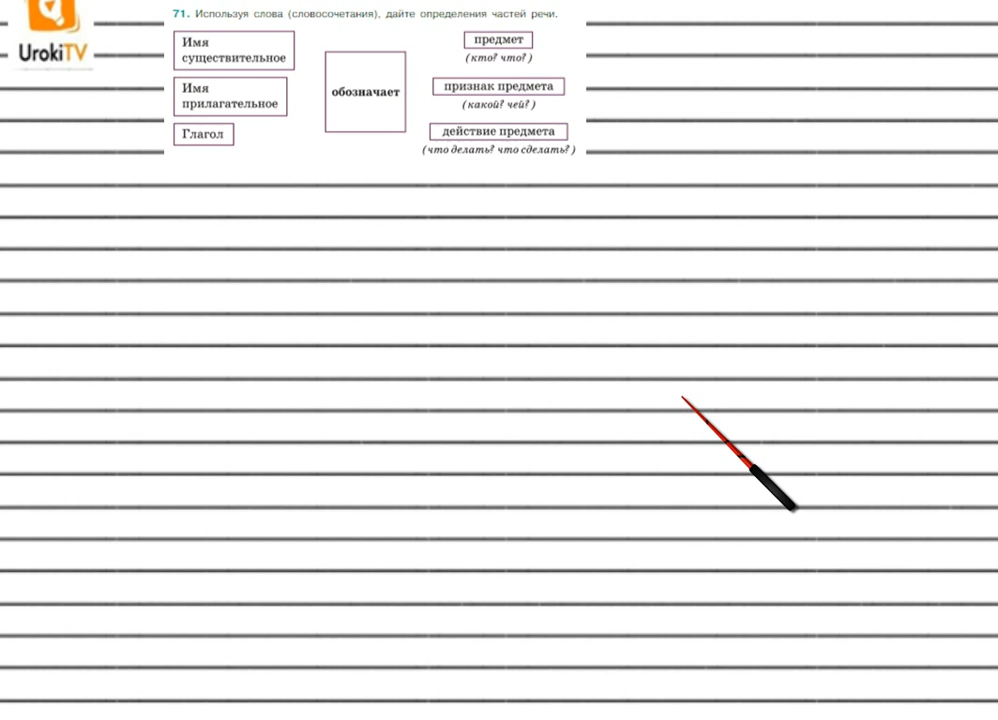 UrokiTV
71. Используя слова (словосочетания), дайте определения частей речи.
Имя
существительное
Имя
прилагательное
Глагол
обозначает
предмет
(кто? что?)
признак предмета
(какой? чей?)
действие предмета
(что делать? что сделать?)